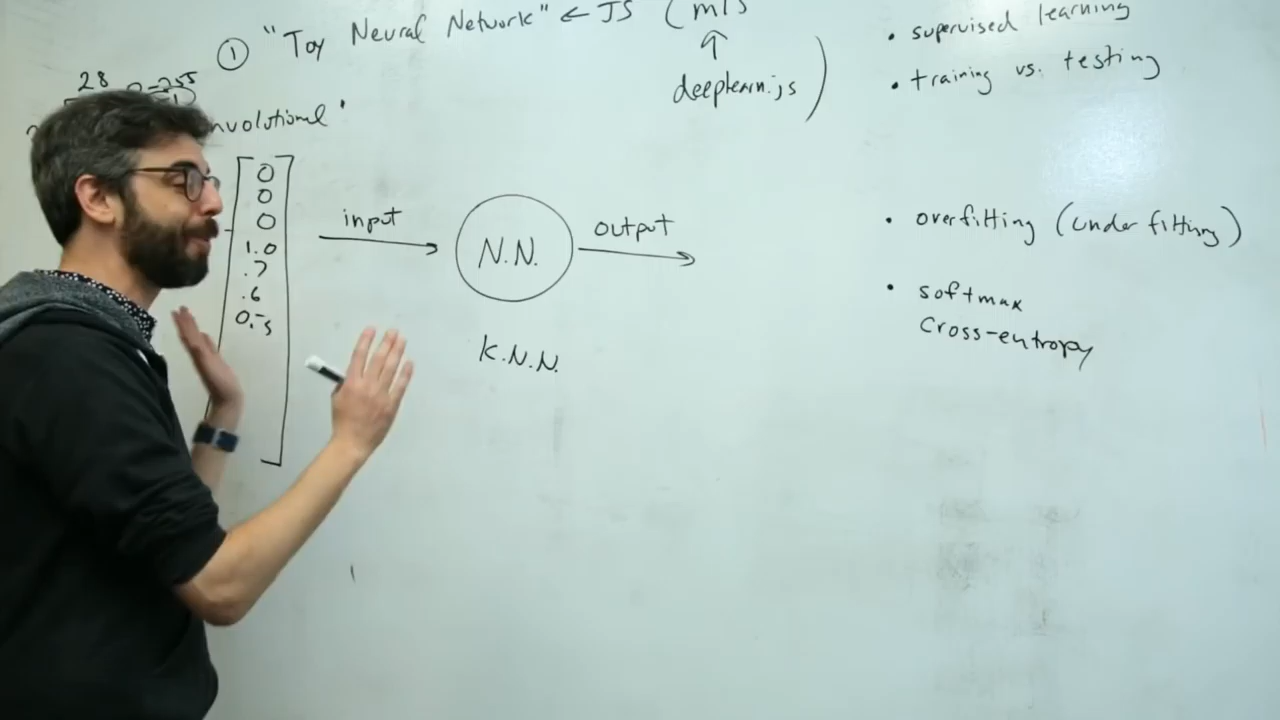 ① "Toy Neural Network" ← JS (ml5
↑
deeplearn.js )
28
0-255
nvolutional"
0
0
0
1.0
.7
.6
0.5
input
N.N.
output
K.N.N.
• supervised learning
• training vs. testing
• overfitting (underfitting)
• softmax
cross-entropy